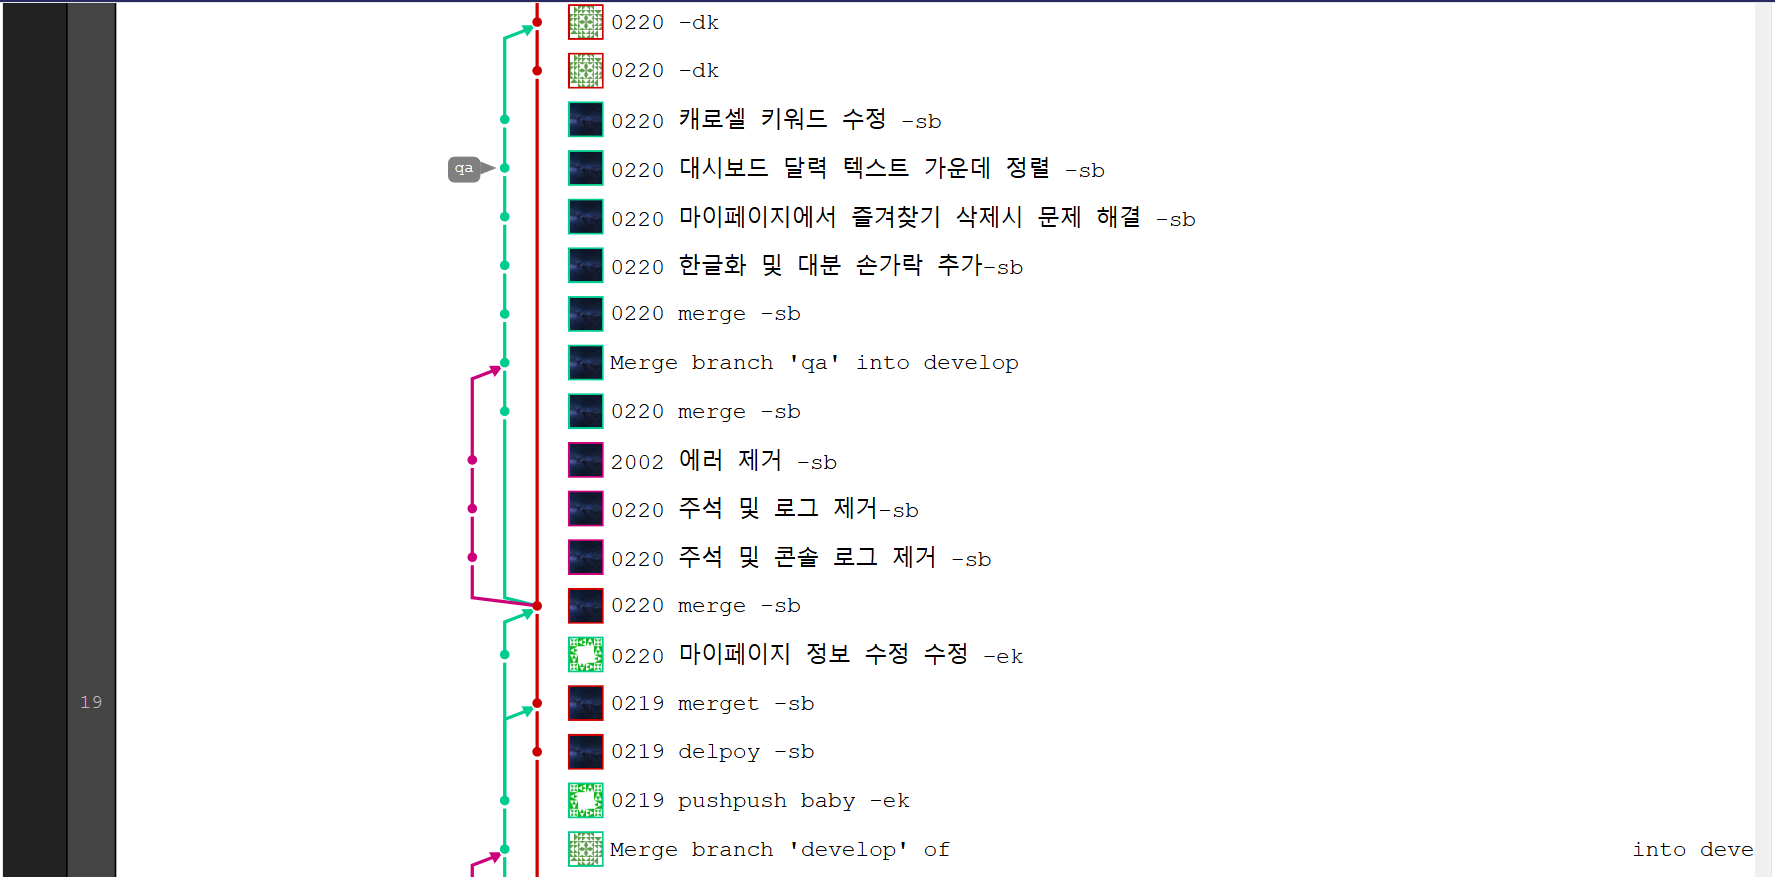 0220 -dk
0220 -dk
0220 캐로셀 키워드 수정 -sb
qa
0220 대시보드 달력 텍스트 가운데 정렬 -sb
0220 마이페이지에서 즐겨찾기 삭제시 문제 해결 -sb
0220 한글화 및 대분 손가락 추가-sb
0220 merge -sb
Merge branch 'qa' into develop
0220 merge -sb
2002 에러 제거 -sb
0220 주석 및 로그 제거-sb
0220 주석 및 콘솔 로그 제거 -sb
0220 merge -sb
0220 마이페이지 정보 수정 수정 -ek
19
0219 merget -sb
0219 delpoy -sb
0219 pushpush baby -ek
Merge branch 'develop' of into deve